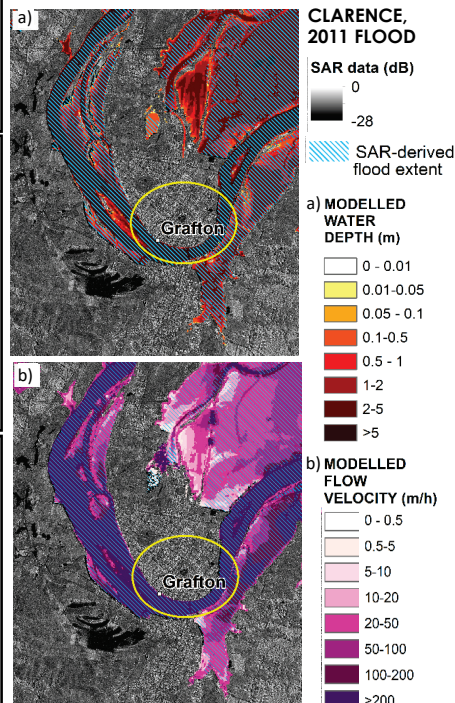 a)
Grafton
b)
Grafton
CLARENCE,
2011 FLOOD
SAR data (dB)
0
-28
SAR-derived
flood extent
a) MODELLED
WATER
DEPTH (m)
0 - 0.01
0.01-0.05
0.05 - 0.1
0.1-0.5
0.5 - 1
1-2
2-5
>5
b) MODELLED
FLOW
VELOCITY (m/h)
0 - 0.5
0.5-5
5-10
10-20
20-50
50-100
100-200
>200